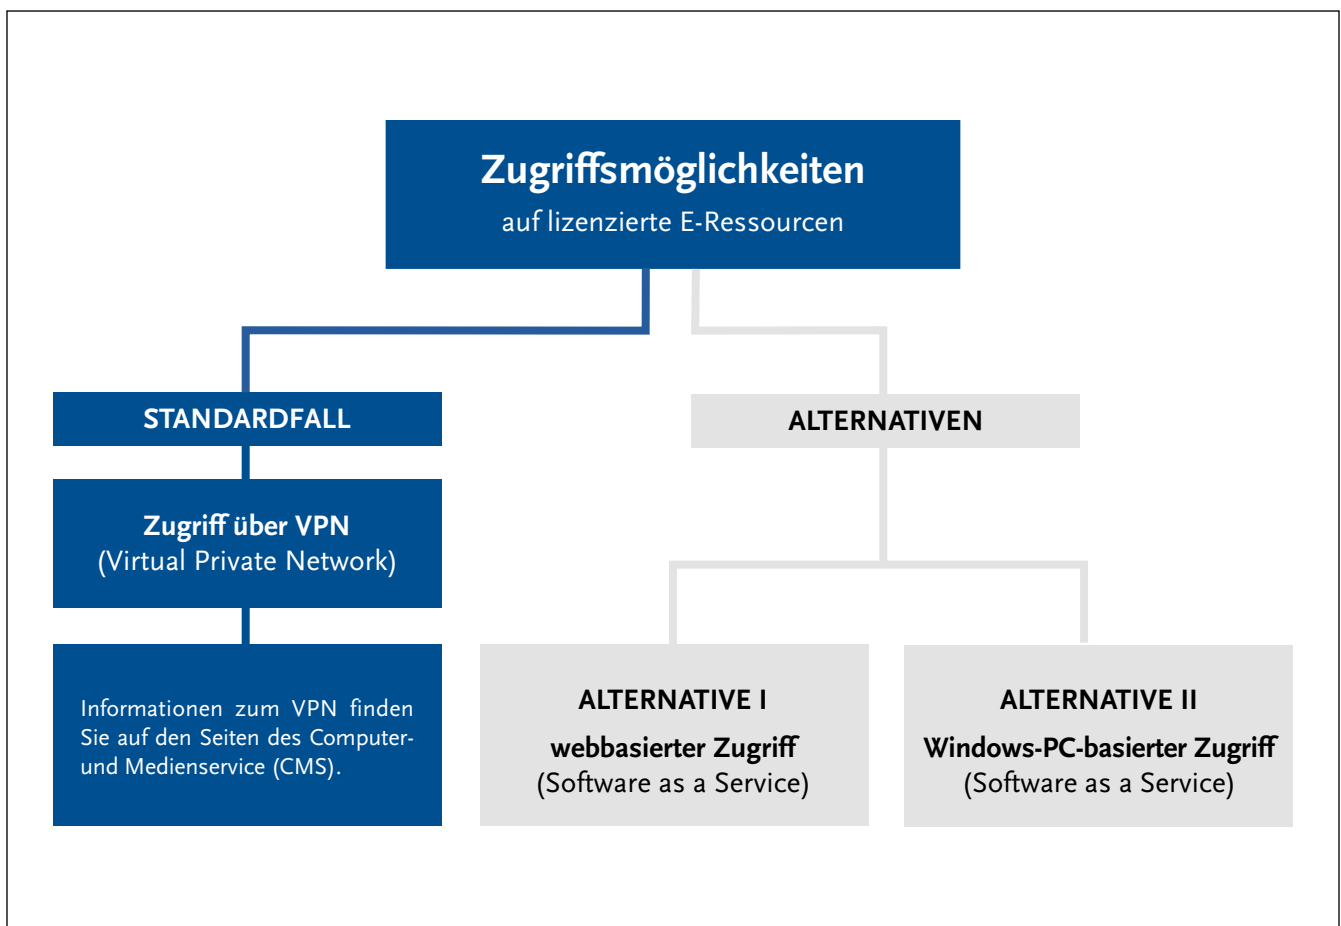 Zugriffsmöglichkeiten
auf lizenzierte E-Ressourcen
STANDARDFALL
Zugriff über VPN
(Virtual Private Network)
Informationen zum VPN finden
Sie auf den Seiten des Computer-
und Medienservice (CMS).
ALTERNATIVEN
ALTERNATIVE I
webbasierter Zugriff
(Software as a Service)
ALTERNATIVE II
Windows-PC-basierter Zugriff
(Software as a Service)